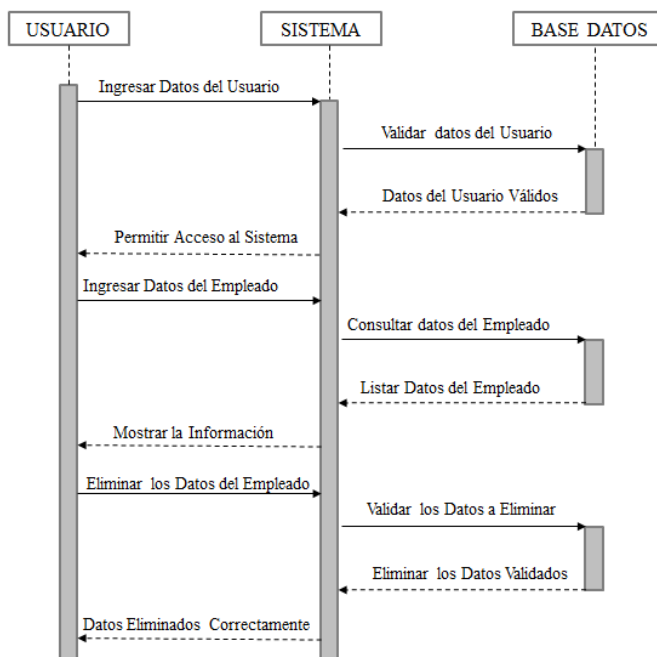 USUARIO
SISTEMA
BASE DATOS
Ingresar Datos del Usuario
Validar datos del Usuario
Datos del Usuario Válidos
Permitir Acceso al Sistema
Ingresar Datos del Empleado
Consultar datos del Empleado
Listar Datos del Empleado
Mostrar la Información
Eliminar los Datos del Empleado
Validar los Datos a Eliminar
Eliminar los Datos Validados
Datos Eliminados Correctamente